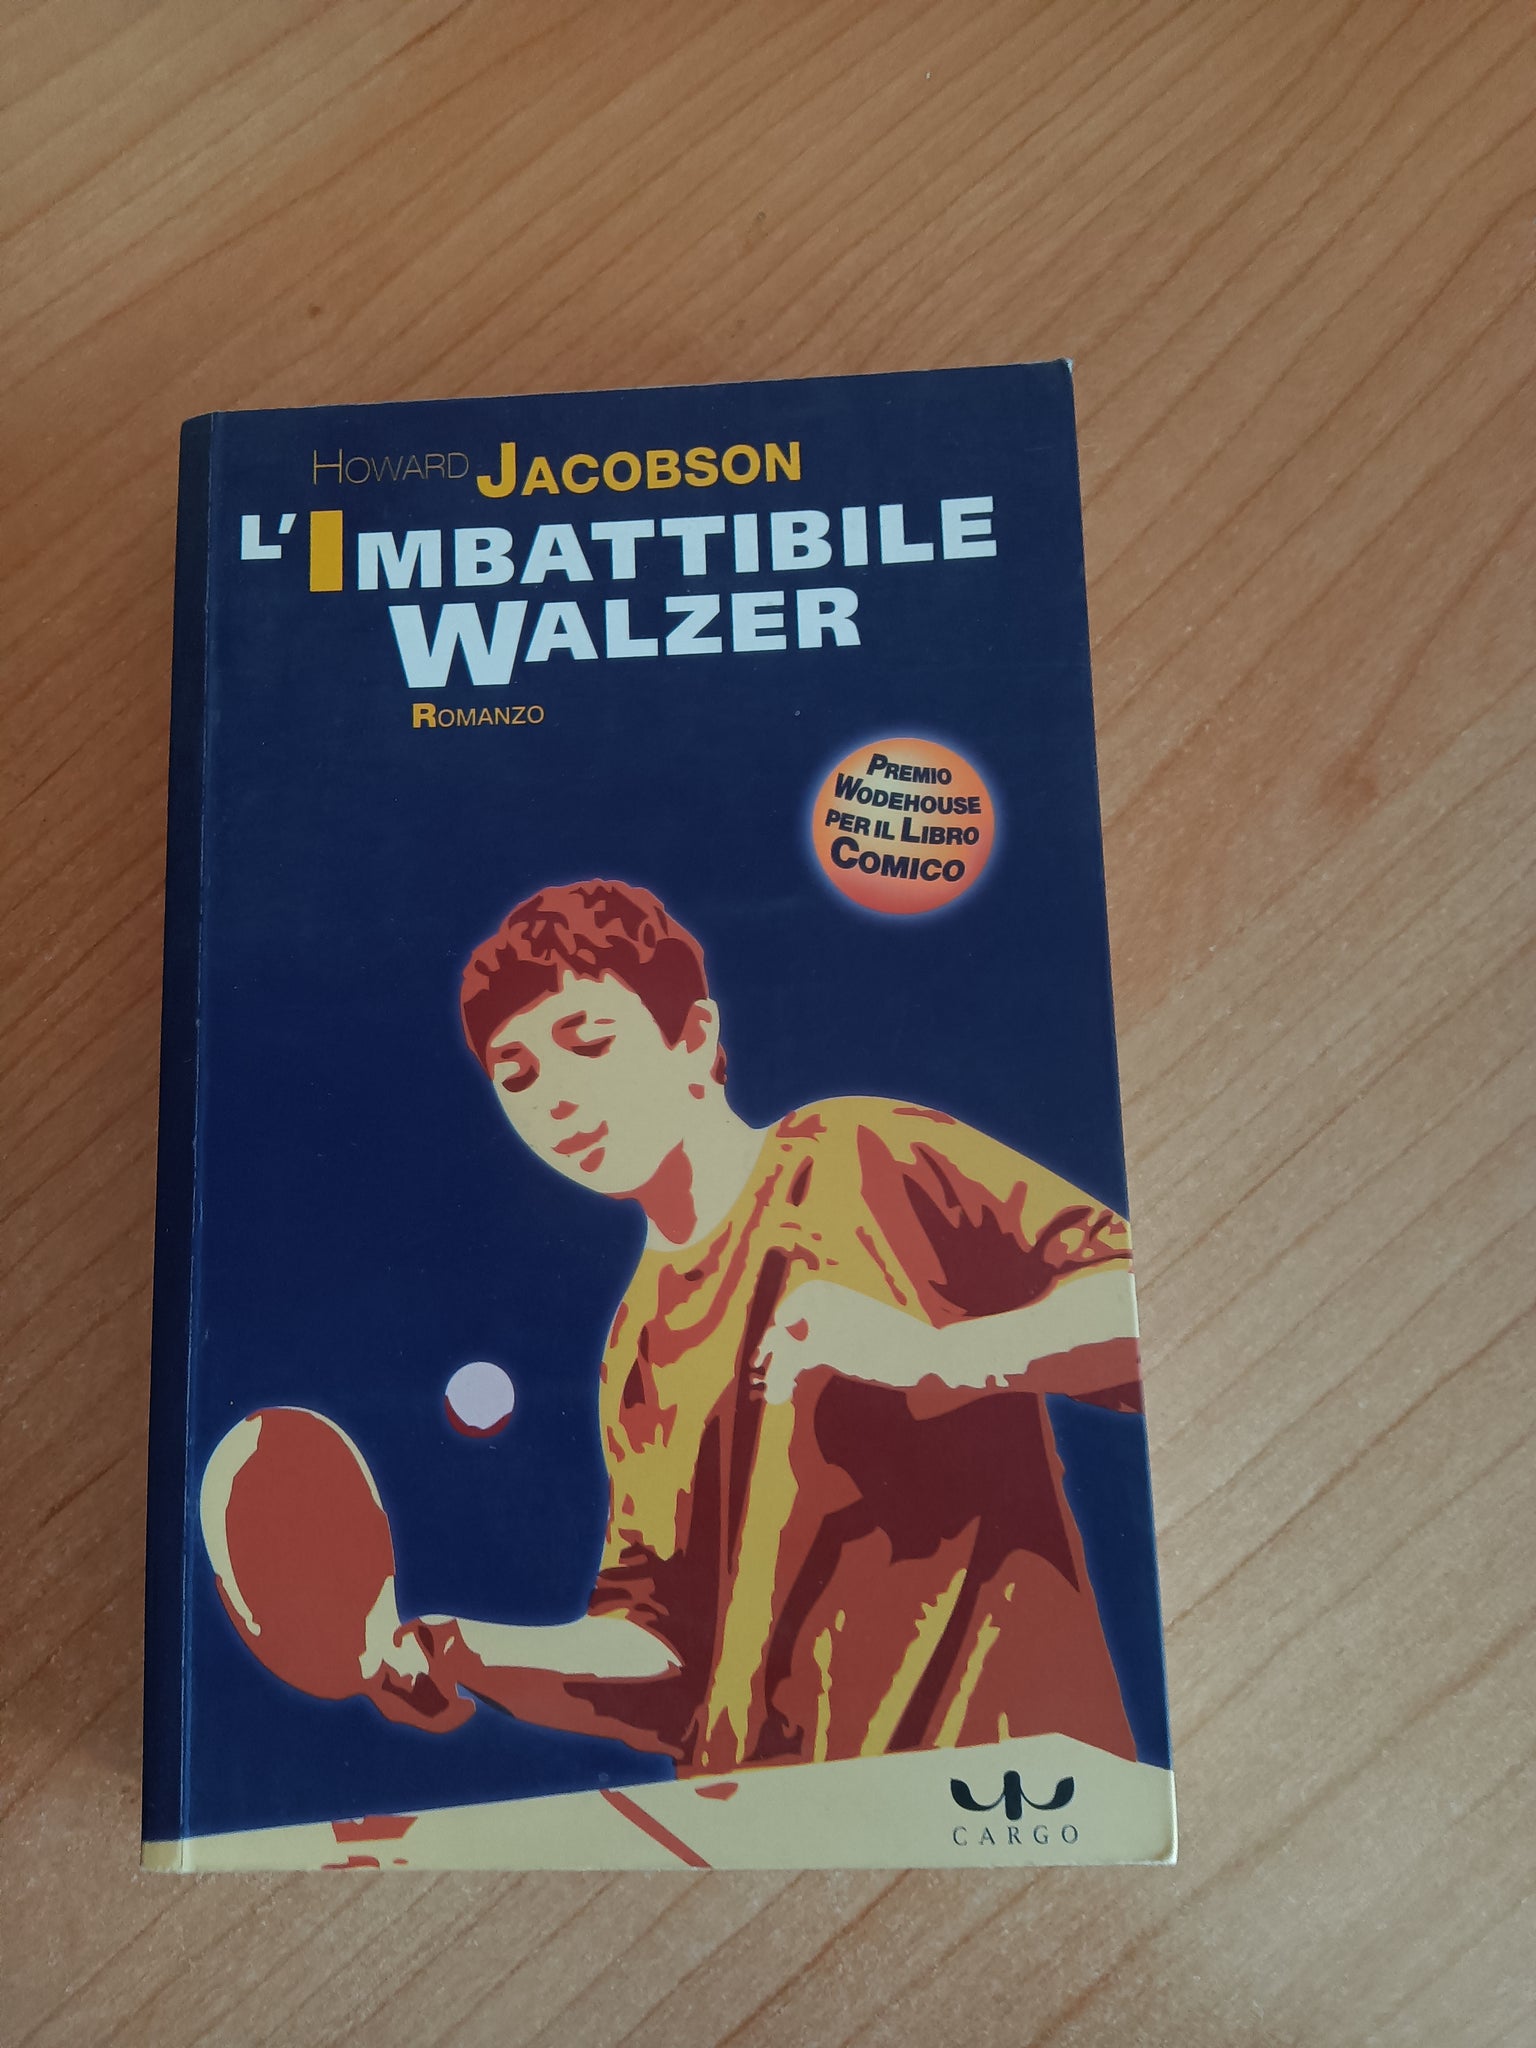 HOWARD JACOBSON
L'IMBATTIBILE
WALZER
ROMANZO
PREMIO
WODEHOUSE
PER IL LIBRO
COMICO
CARGO